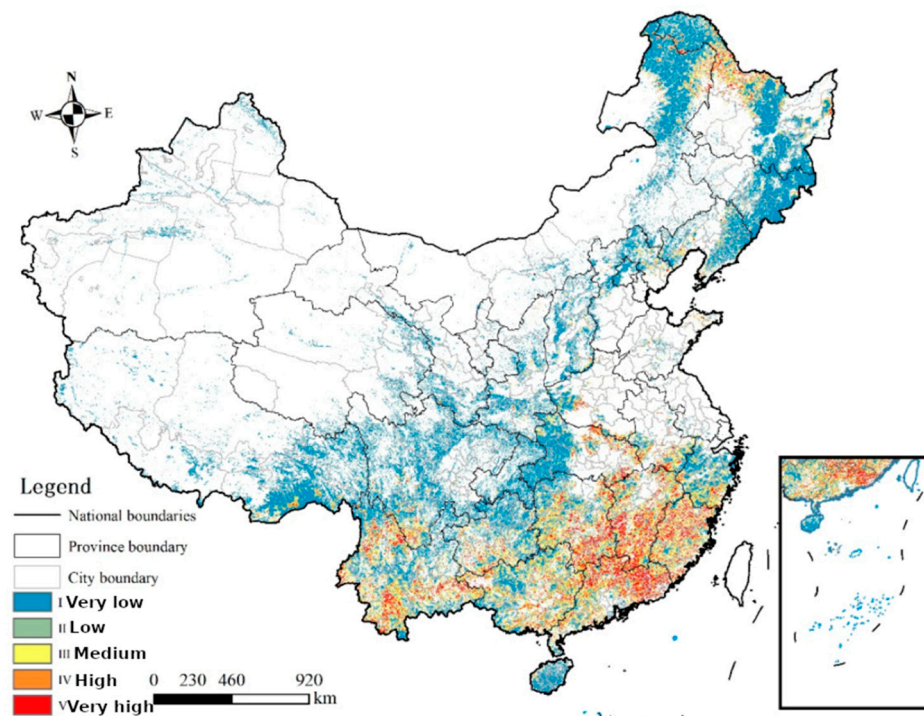 N
W E
S
Legend
National boundaries
Province boundary
City boundary
I Very low
II Low
III Medium
IV High
V Very high
0 230 460 920
km